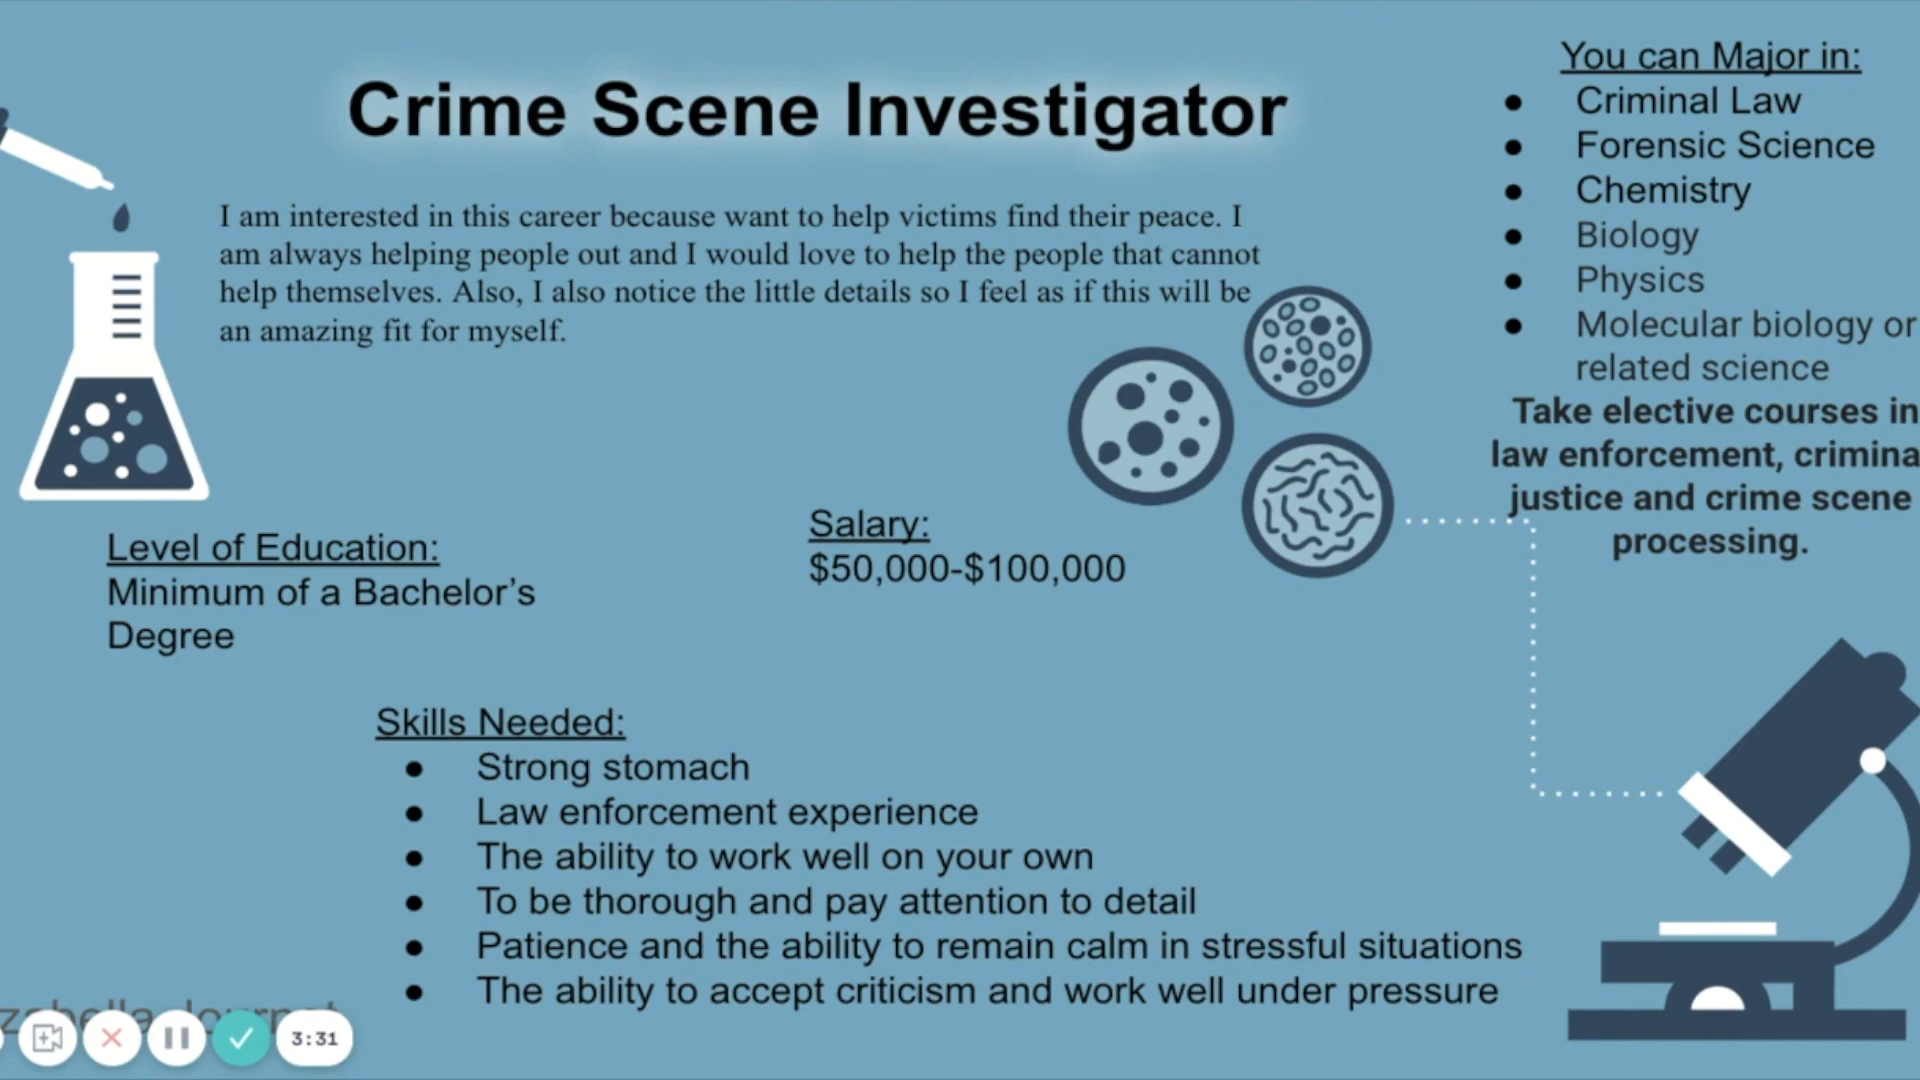 Crime Scene Investigator
I am interested in this career because want to help victims find their peace. I
am always helping people out and I would love to help the people that cannot
help themselves. Also, I also notice the little details so I feel as if this will be
an amazing fit for myself.
You can Major in:
● Criminal Law
● Forensic Science
● Chemistry
● Biology
● Physics
● Molecular biology or
related science
Take elective courses in
law enforcement, crimina
justice and crime scene
processing.
Level of Education:
Minimum of a Bachelor’s
Degree
Salary:
$50,000-$100,000
Skills Needed:
● Strong stomach
● Law enforcement experience
● The ability to work well on your own
● To be thorough and pay attention to detail
● Patience and the ability to remain calm in stressful situations
● The ability to accept criticism and work well under pressure
3:31